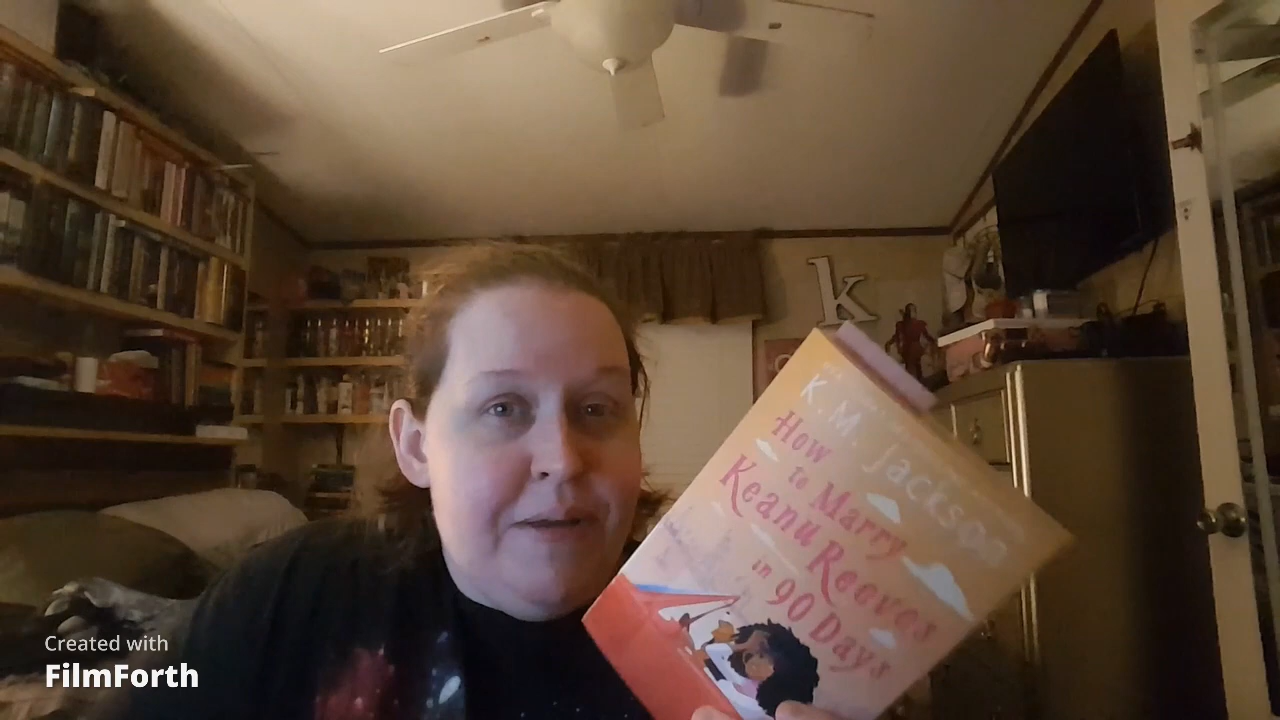 k
K.M. Jackson
How
to Marry
Keanu Reeves
in 90 Days
Created with
FilmForth